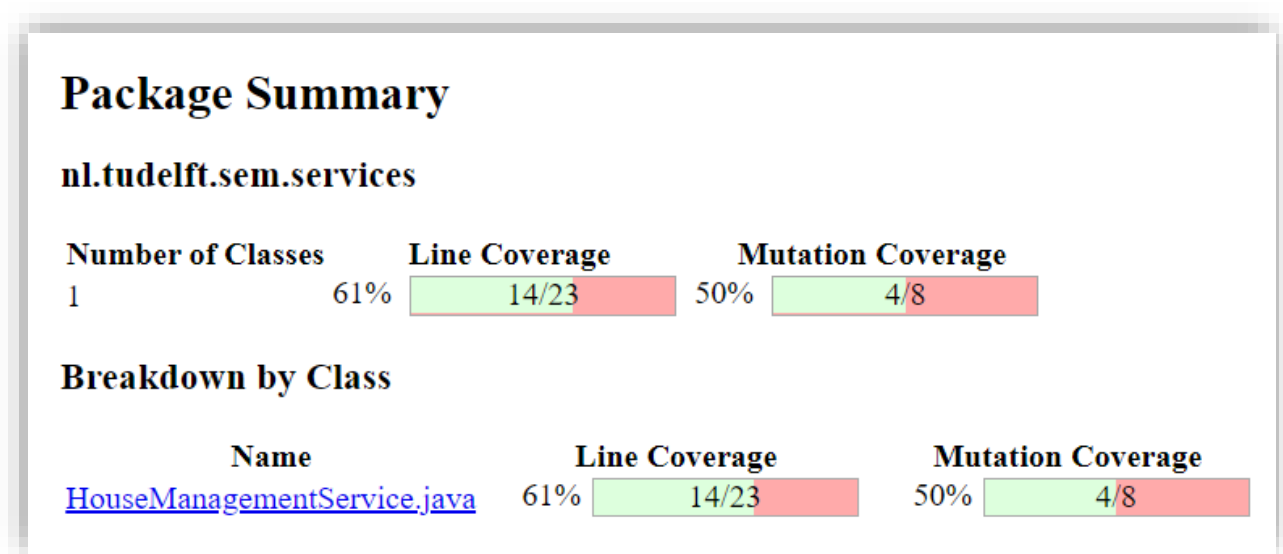 Package Summary
nl.tudelft.sem.services
Number of Classes Line Coverage Mutation Coverage
1 61% 14/23 50% 4/8
Breakdown by Class
Name Line Coverage Mutation Coverage
HouseManagementService.java 61% 14/23 50% 4/8